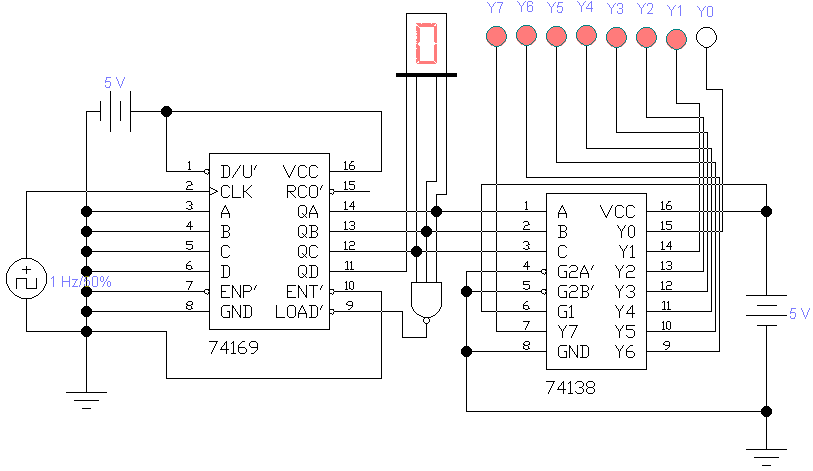 Y7 Y6 Y5 Y4 Y3 Y2 Y1 Y0
0
5 V
1 D/U' VCC 16
2 CLK RCO' 15
3 A QA 14
4 B QB 13
5 C QC 12
6 D QD 11
7 ENP' ENT' 10
8 GND LOAD' 9
74169
1 Hz/50%
1 A VCC 16
2 B Y0 15
3 C Y1 14
4 G2A' Y2 13
5 G2B' Y3 12
6 G1 Y4 11
7 Y7 Y5 10
8 GND Y6 9
74138
5 V